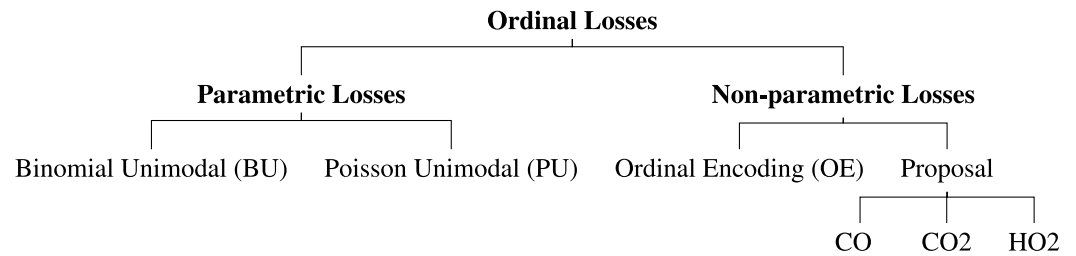 Ordinal Losses
Parametric Losses Non-parametric Losses
Binomial Unimodal (BU) Poisson Unimodal (PU) Ordinal Encoding (OE) Proposal
CO CO2 HO2